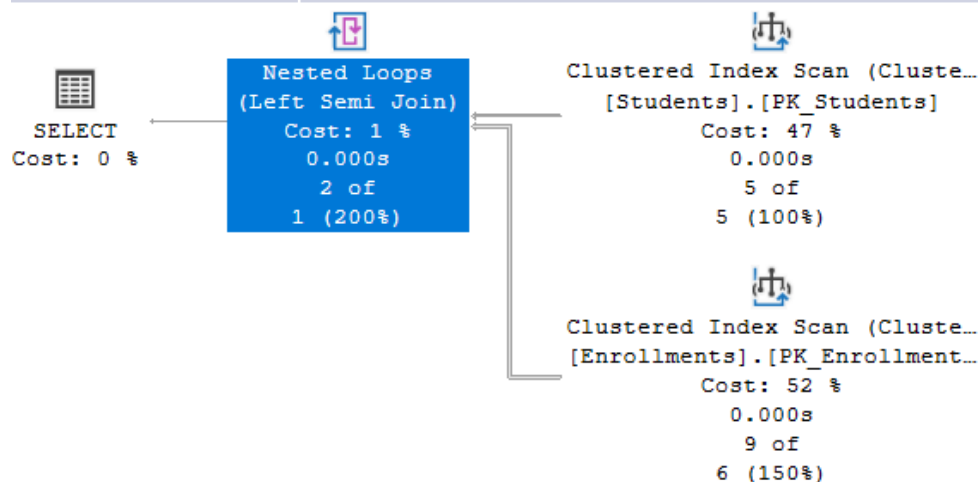 SELECT
Cost: 0 %
Nested Loops
(Left Semi Join)
Cost: 1 %
0.000s
2 of
1 (200%)
Clustered Index Scan (Cluste…
[Students].[PK_Students]
Cost: 47 %
0.000s
5 of
5 (100%)
Clustered Index Scan (Cluste…
[Enrollments].[PK_Enrollment…
Cost: 52 %
0.000s
9 of
6 (150%)